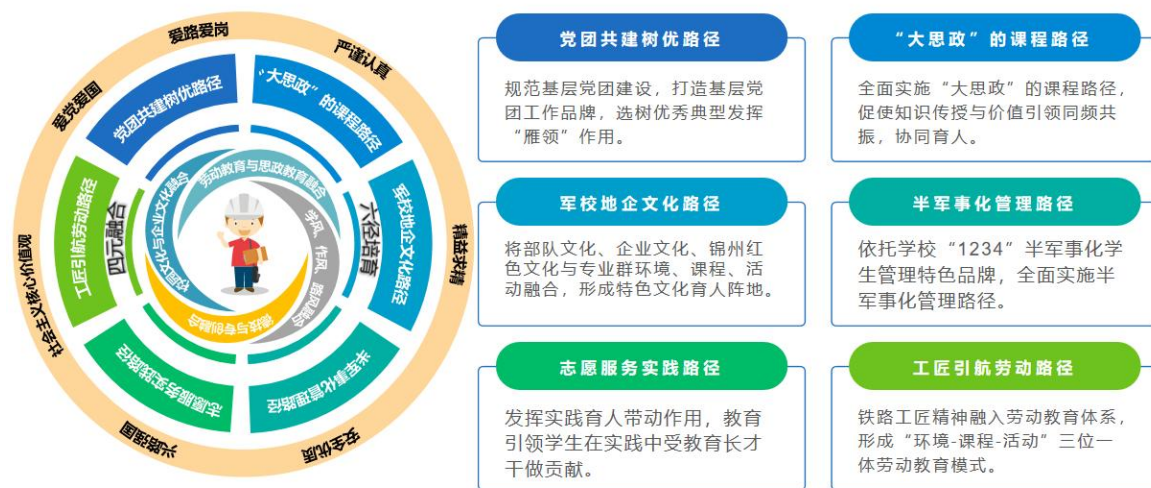 爱路爱岗
严谨认真
爱党爱国
精益求精
社会主义核心价值观
兴路强国
安全优质
党团共建树优路径
“大思政”的课程路径
军校地企文化路径
半军事化管理路径
志愿服务实践路径
工匠引航劳动路径
四元融合
六径培育
校园文化与企业文化融合
劳动教育与思政教育融合
学风、作风、路风融合
德技与专创融合
党团共建树优路径
规范基层党团建设，打造基层党
团工作品牌，选树优秀典型发挥
“雁领”作用。
“大思政”的课程路径
全面实施“大思政”的课程路径，
促使知识传授与价值引领同频共
振，协同育人。
军校地企文化路径
将部队文化、企业文化、锦州红
色文化与专业群环境、课程、活
动融合，形成特色文化育人阵地。
半军事化管理路径
依托学校“1234”半军事化学
生管理特色品牌，全面实施半
军事化管理路径。
志愿服务实践路径
发挥实践育人带动作用，教育
引领学生在实践中受教育长才
干做贡献。
工匠引航劳动路径
铁路工匠精神融入劳动教育体系，
形成“环境-课程-活动”三位一
体劳动教育模式。